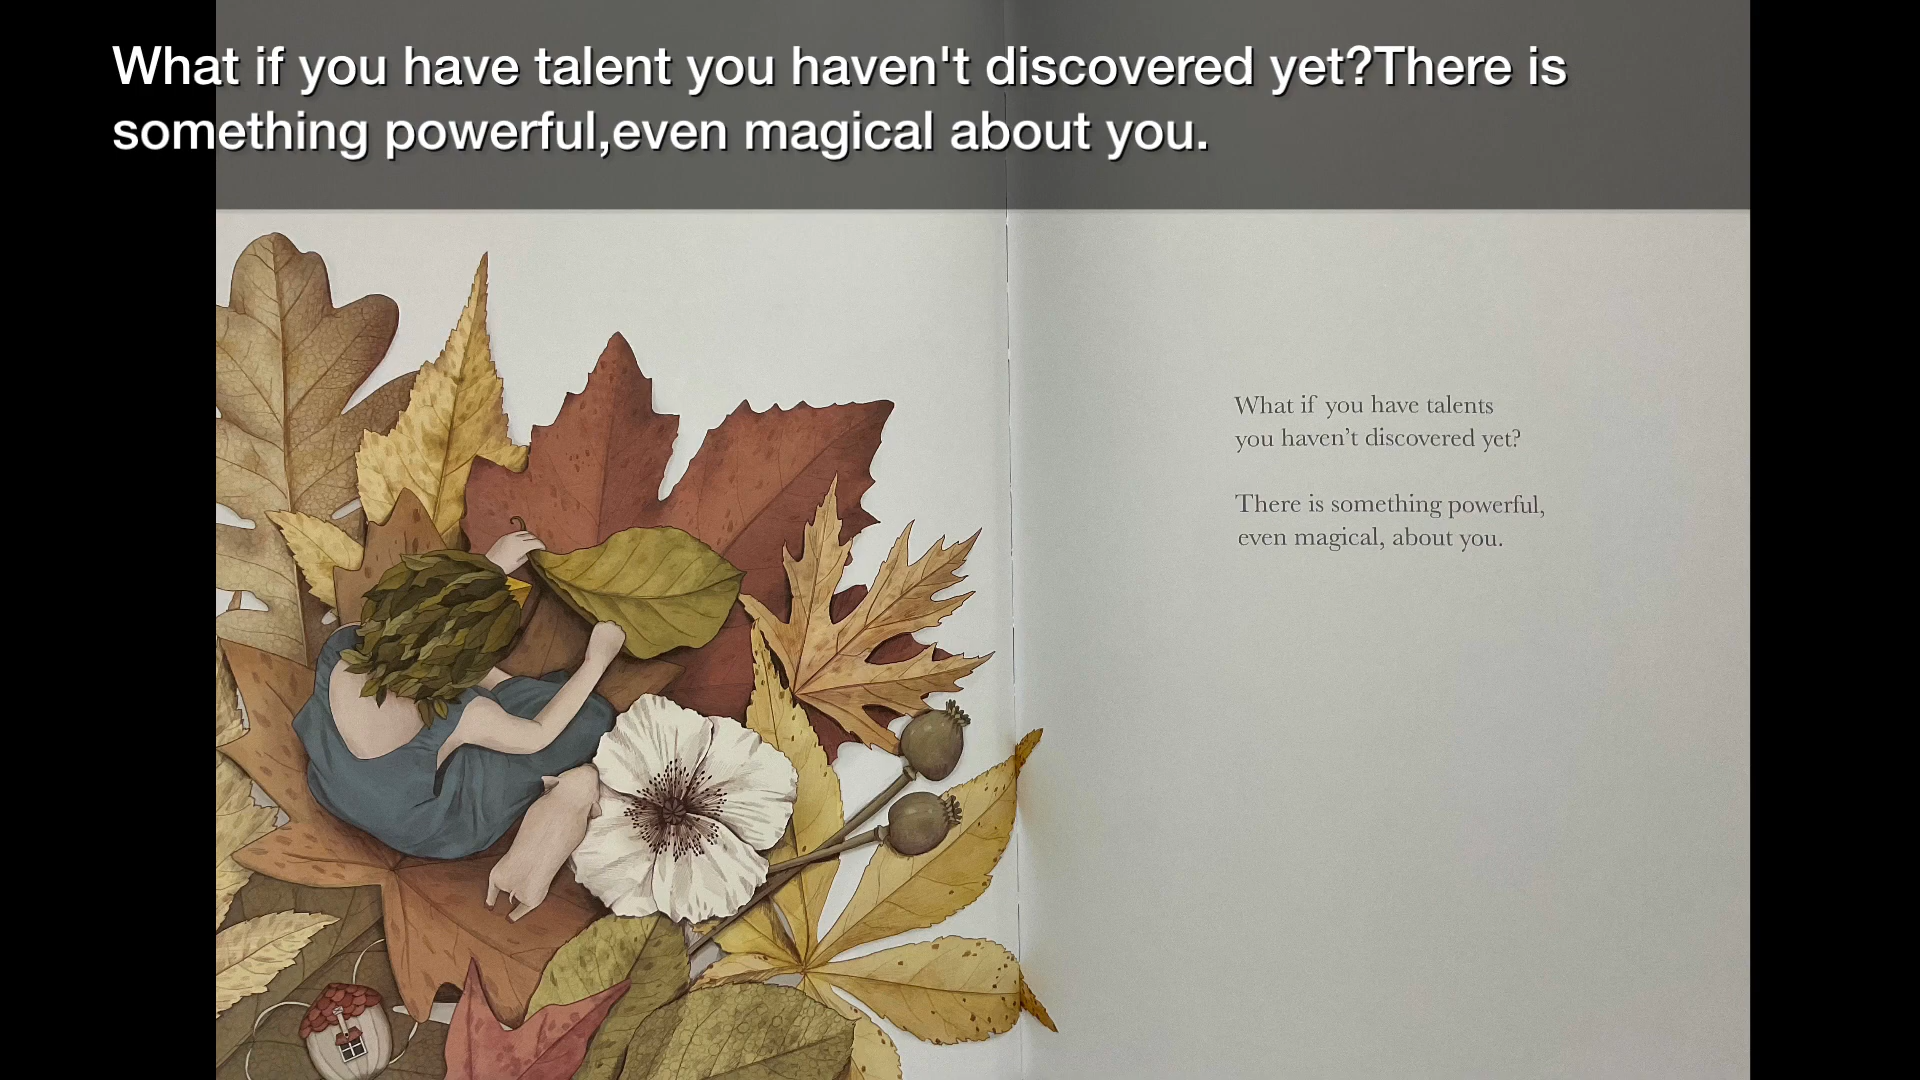 What if you have talent you haven't discovered yet?There is
something powerful,even magical about you.
What if you have talents
you haven’t discovered yet?
There is something powerful,
even magical, about you.